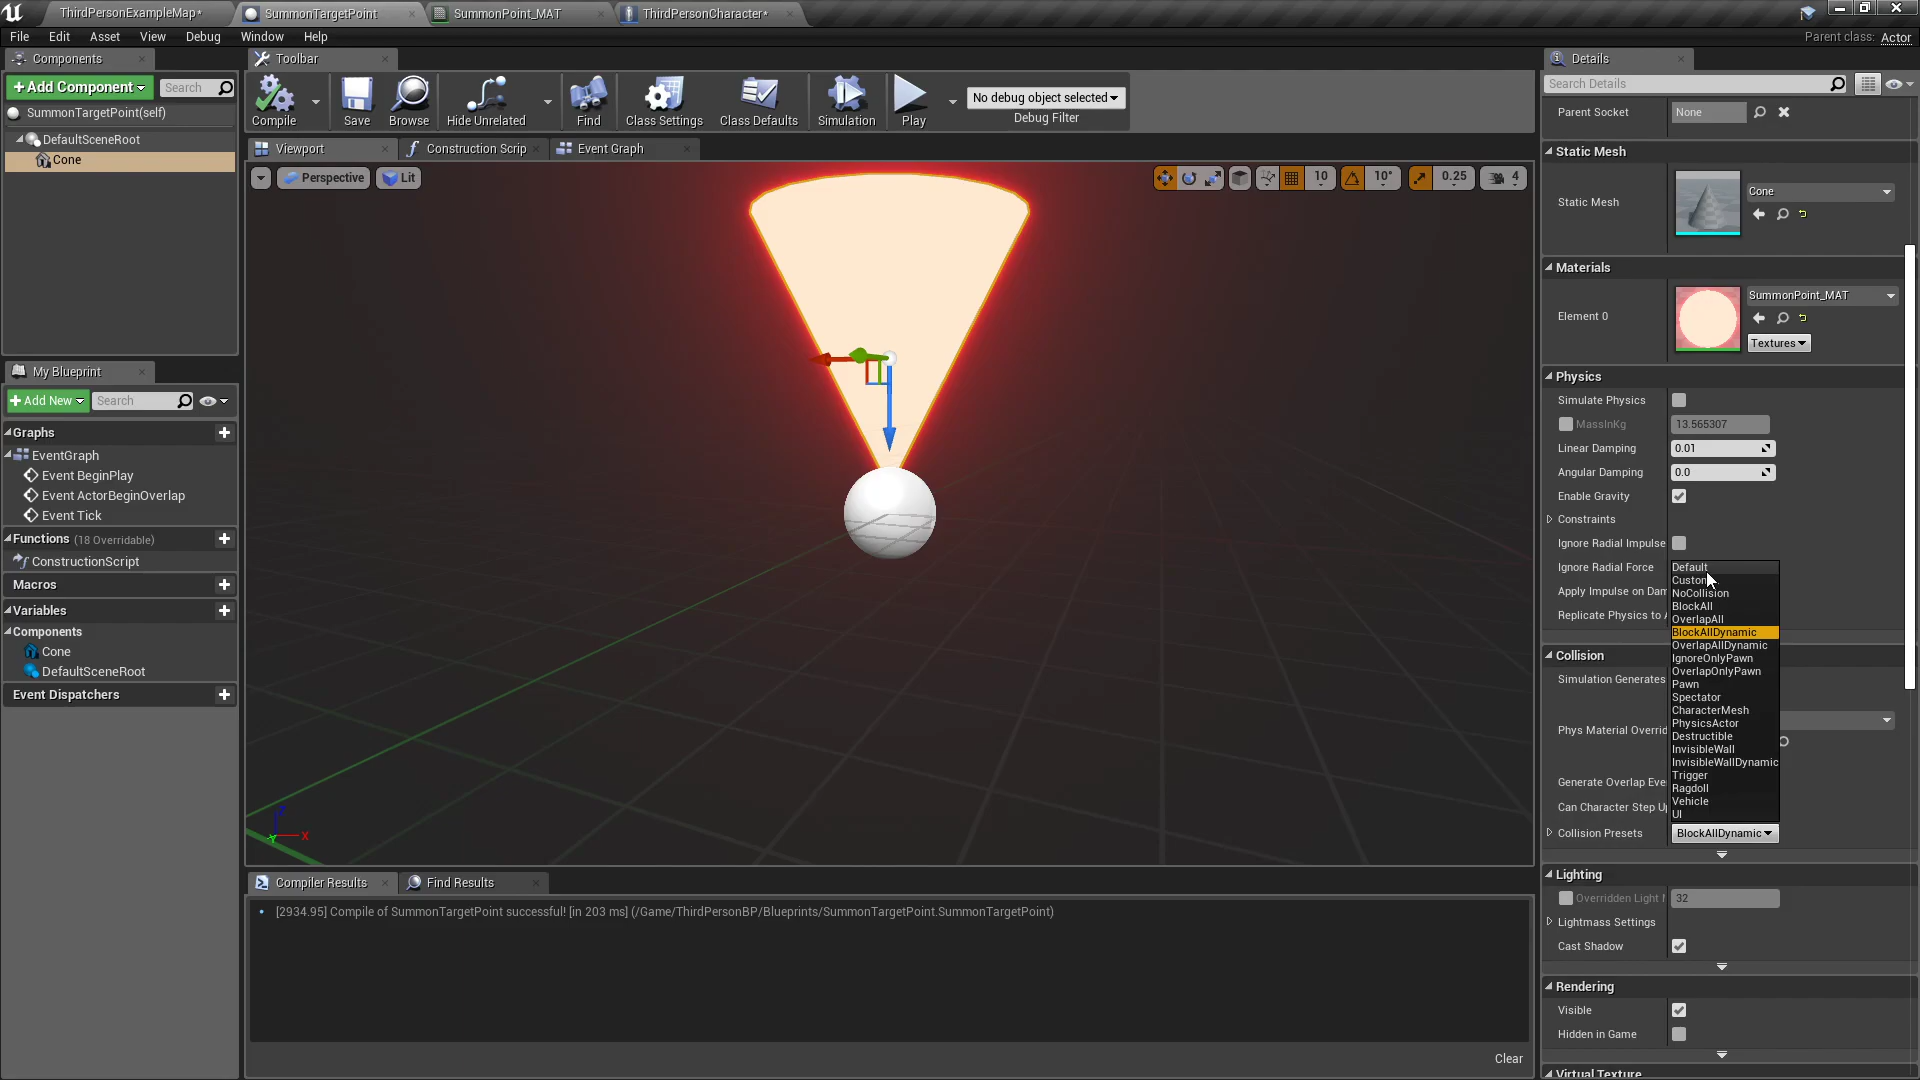 ThirdPersonExampleMap*
SummonTargetPoint
SummonPoint_MAT
ThirdPersonCharacter*
File Edit Asset View Debug Window Help
Parent class: Actor
Components
Add Component
Search
SummonTargetPoint(self)
DefaultSceneRoot
Cone
My Blueprint
Add New
Search
Graphs
EventGraph
Event BeginPlay
Event ActorBeginOverlap
Event Tick
Functions (18 Overridable)
ConstructionScript
Macros
Variables
Components
Cone
DefaultSceneRoot
Event Dispatchers
Toolbar
Compile
Save
Browse
Hide Unrelated
Find
Class Settings
Class Defaults
Simulation
Play
No debug object selected
Debug Filter
Viewport
Construction Scrip
Event Graph
Perspective
Lit
10
10°
0.25
4
X
Compiler Results
Find Results
[2934.95] Compile of SummonTargetPoint successful! [in 203 ms] (/Game/ThirdPersonBP/Blueprints/SummonTargetPoint.SummonTargetPoint)
Clear
Details
Search Details
Parent Socket
None
Static Mesh
Static Mesh
Cone
Materials
Element 0
SummonPoint_MAT
Textures
Physics
Simulate Physics
MassInKg
13.565307
Linear Damping
0.01
Angular Damping
0.0
Enable Gravity
Constraints
Ignore Radial Impulse
Ignore Radial Force
Apply Impulse on Dam
Replicate Physics to A
Default
Custom
NoCollision
BlockAll
OverlapAll
BlockAllDynamic
OverlapAllDynamic
IgnoreOnlyPawn
OverlapOnlyPawn
Pawn
Spectator
CharacterMesh
PhysicsActor
Destructible
InvisibleWall
InvisibleWallDynamic
Trigger
Ragdoll
Vehicle
UI
Collision
Simulation Generates
Phys Material Overrid
Generate Overlap Eve
Can Character Step U
Collision Presets
BlockAllDynamic
Lighting
Overridden Light M
32
Lightmass Settings
Cast Shadow
Rendering
Visible
Hidden in Game
Virtual Texture